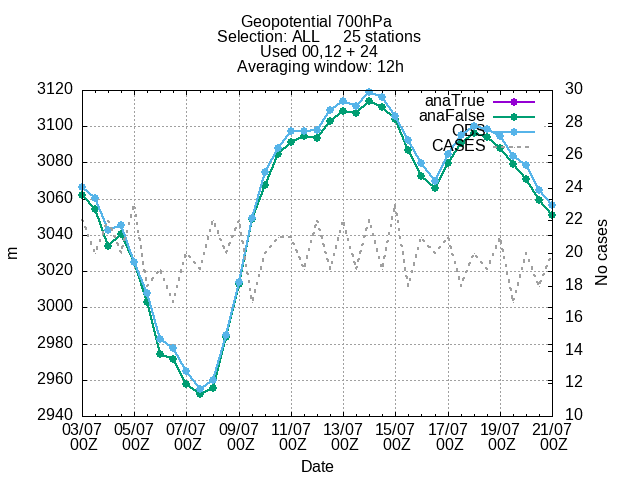 Geopotential 700hPa
Selection: ALL 25 stations
Used 00,12 + 24
Averaging window: 12h
3120
3100
3080
3060
3040
3020
3000
2980
2960
2940
m
30
28
26
24
22
20
18
16
14
12
10
No cases
anaTrue
anaFalse
OBS
CASES
03/07 05/07 07/07 09/07 11/07 13/07 15/07 17/07 19/07 21/07
00Z 00Z 00Z 00Z 00Z 00Z 00Z 00Z 00Z 00Z
Date